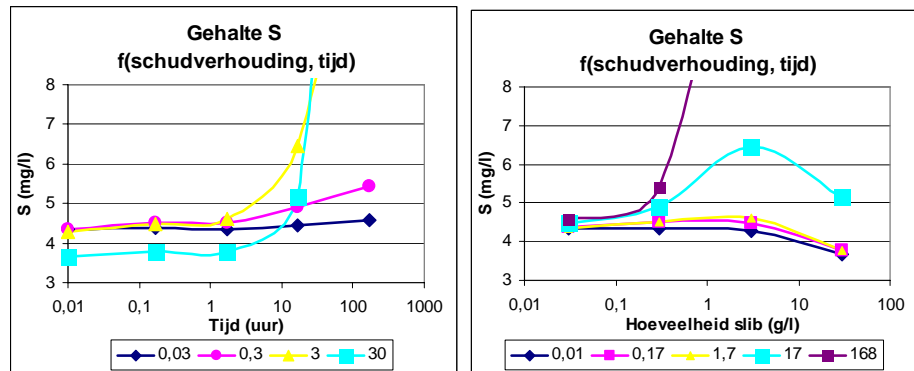 Gehalte S
f(schudverhouding, tijd)
S (mg/l)
8
7
6
5
4
3
0,01 0,1 1 10 100 1000
Tijd (uur)
0,03 0,3 3 30
Gehalte S
f(schudverhouding, tijd)
S (mg/l)
8
7
6
5
4
3
0,01 0,1 1 10 100
Hoeveelheid slib (g/l)
0,01 0,17 1,7 17 168